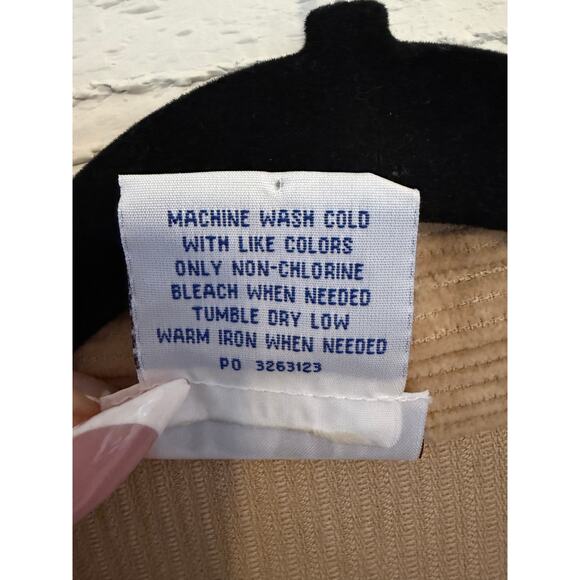 MACHINE WASH COLD
WITH LIKE COLORS
ONLY NON-CHLORINE
BLEACH WHEN NEEDED
TUMBLE DRY LOW
WARM IRON WHEN NEEDED
PO 3263123